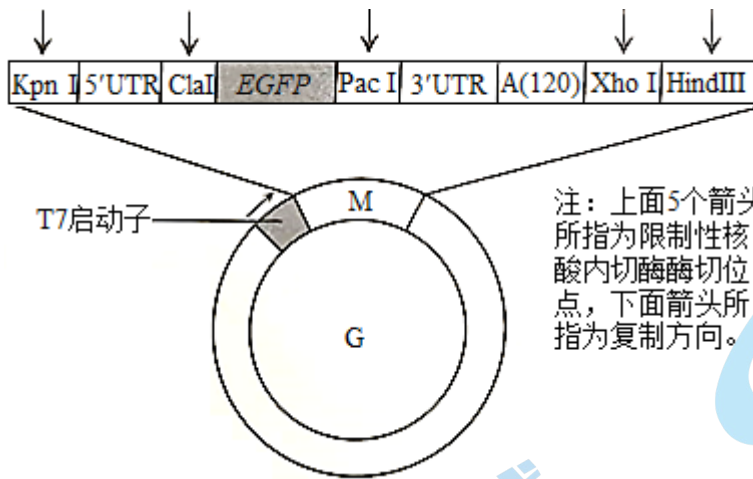 Kpn I 5′UTR ClaI EGFP Pac I 3′UTR A(120) Xho I HindIII
T7启动子
M
G
注：上面5个箭头
所指为限制性核
酸内切酶酶切位
点，下面箭头所
指为复制方向。